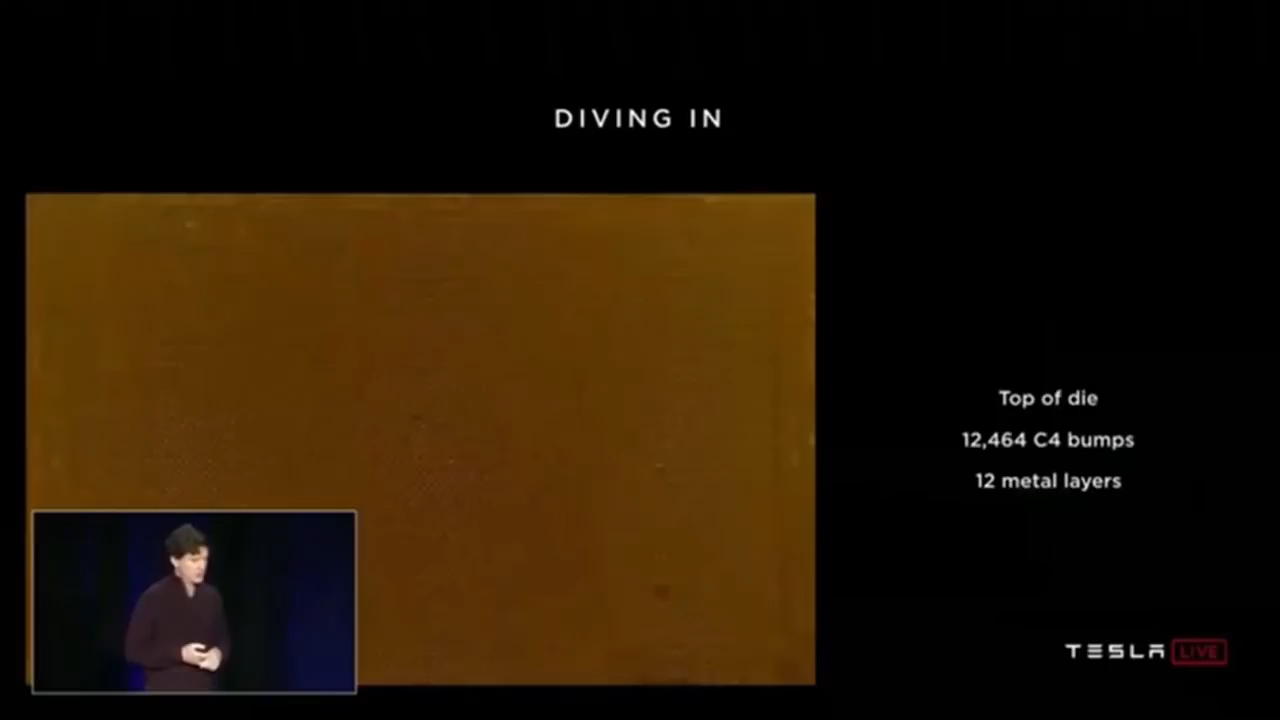 DIVING IN
Top of die
12,464 C4 bumps
12 metal layers
TESLA LIVE